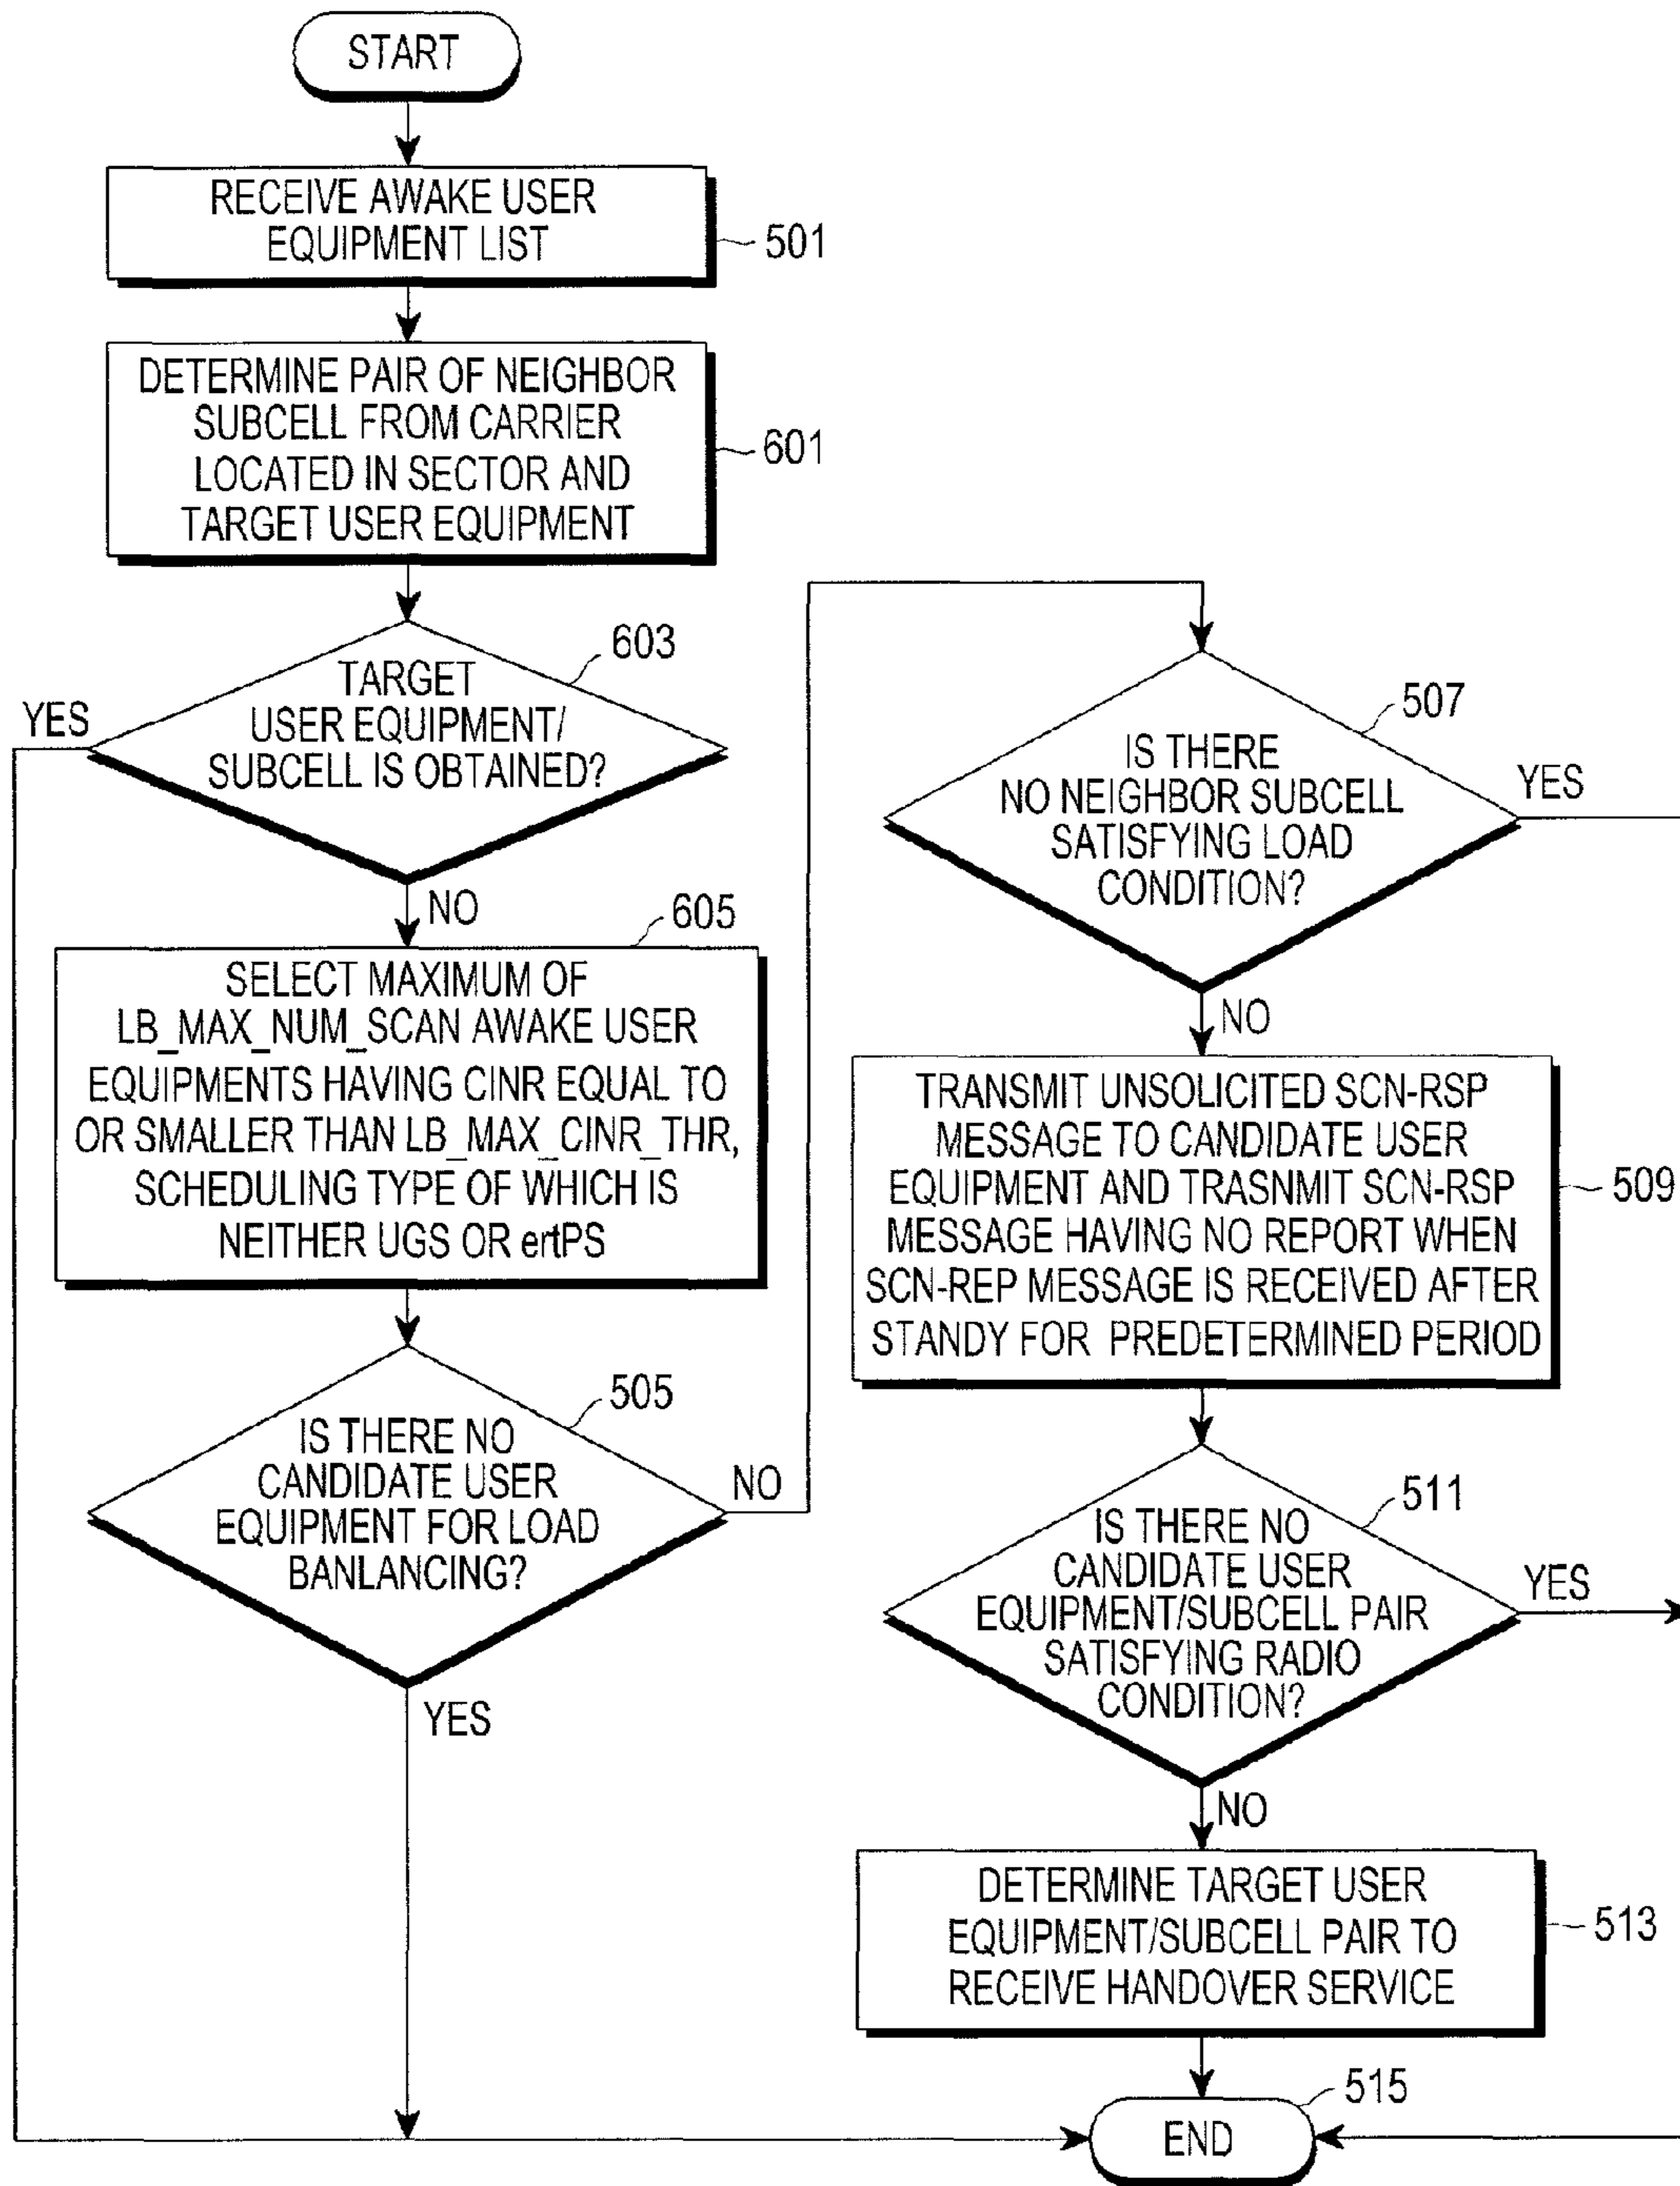 START
RECEIVE AWAKE USER
EQUIPMENT LIST
501
DETERMINE PAIR OF NEIGHBOR
SUBCELL FROM CARRIER
LOCATED IN SECTOR AND
TARGET USER EQUIPMENT
601
603
TARGET
USER EQUIPMENT/
SUBCELL IS OBTAINED?
YES
NO
605
SELECT MAXIMUM OF
LB_MAX_NUM_SCAN AWAKE USER
EQUIPMENTS HAVING CINR EQUAL TO
OR SMALLER THAN LB_MAX_CINR_THR,
SCHEDULING TYPE OF WHICH IS
NEITHER UGS OR ertPS
505
IS THERE NO
CANDIDATE USER
EQUIPMENT FOR LOAD
BANLANCING?
NO
YES
507
IS THERE
NO NEIGHBOR SUBCELL
SATISFYING LOAD
CONDITION?
YES
NO
TRANSMIT UNSOLICITED SCN-RSP
MESSAGE TO CANDIDATE USER
EQUIPMENT AND TRASNMIT SCN-RSP
MESSAGE HAVING NO REPORT WHEN
SCN-REP MESSAGE IS RECEIVED AFTER
STANDY FOR PREDETERMINED PERIOD
509
511
IS THERE NO
CANDIDATE USER
EQUIPMENT/SUBCELL PAIR
SATISFYING RADIO
CONDITION?
YES
NO
DETERMINE TARGET USER
EQUIPMENT/SUBCELL PAIR TO
RECEIVE HANDOVER SERVICE
513
515
END